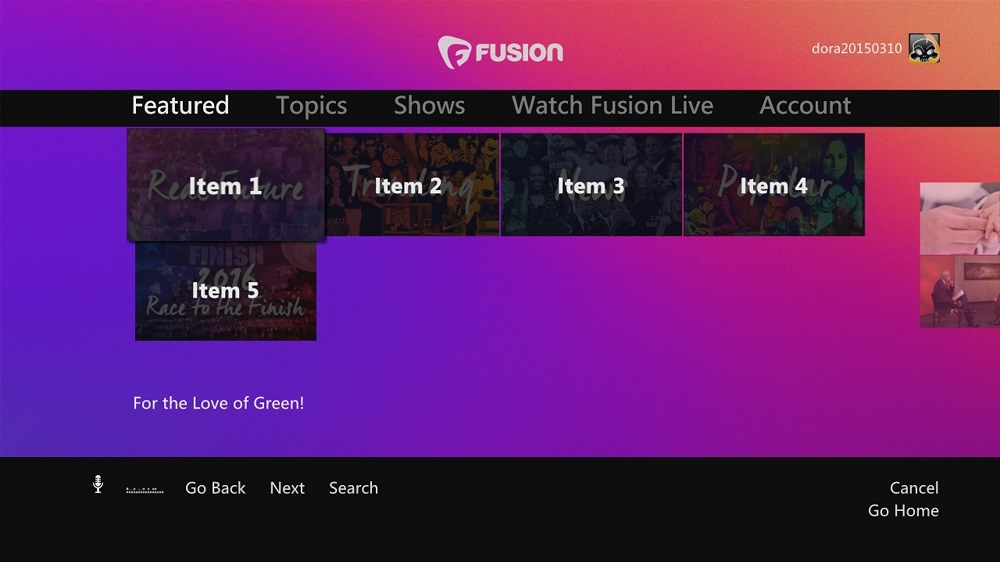 FUSION
dora20150310
Featured Topics Shows Watch Fusion Live Account
Item 1 Item 2 Item 3 Item 4
Real Future Trending News Popular
FINISH
2016
Item 5
Race to the Finish
For the Love of Green!
Go Back Next Search Cancel
Go Home